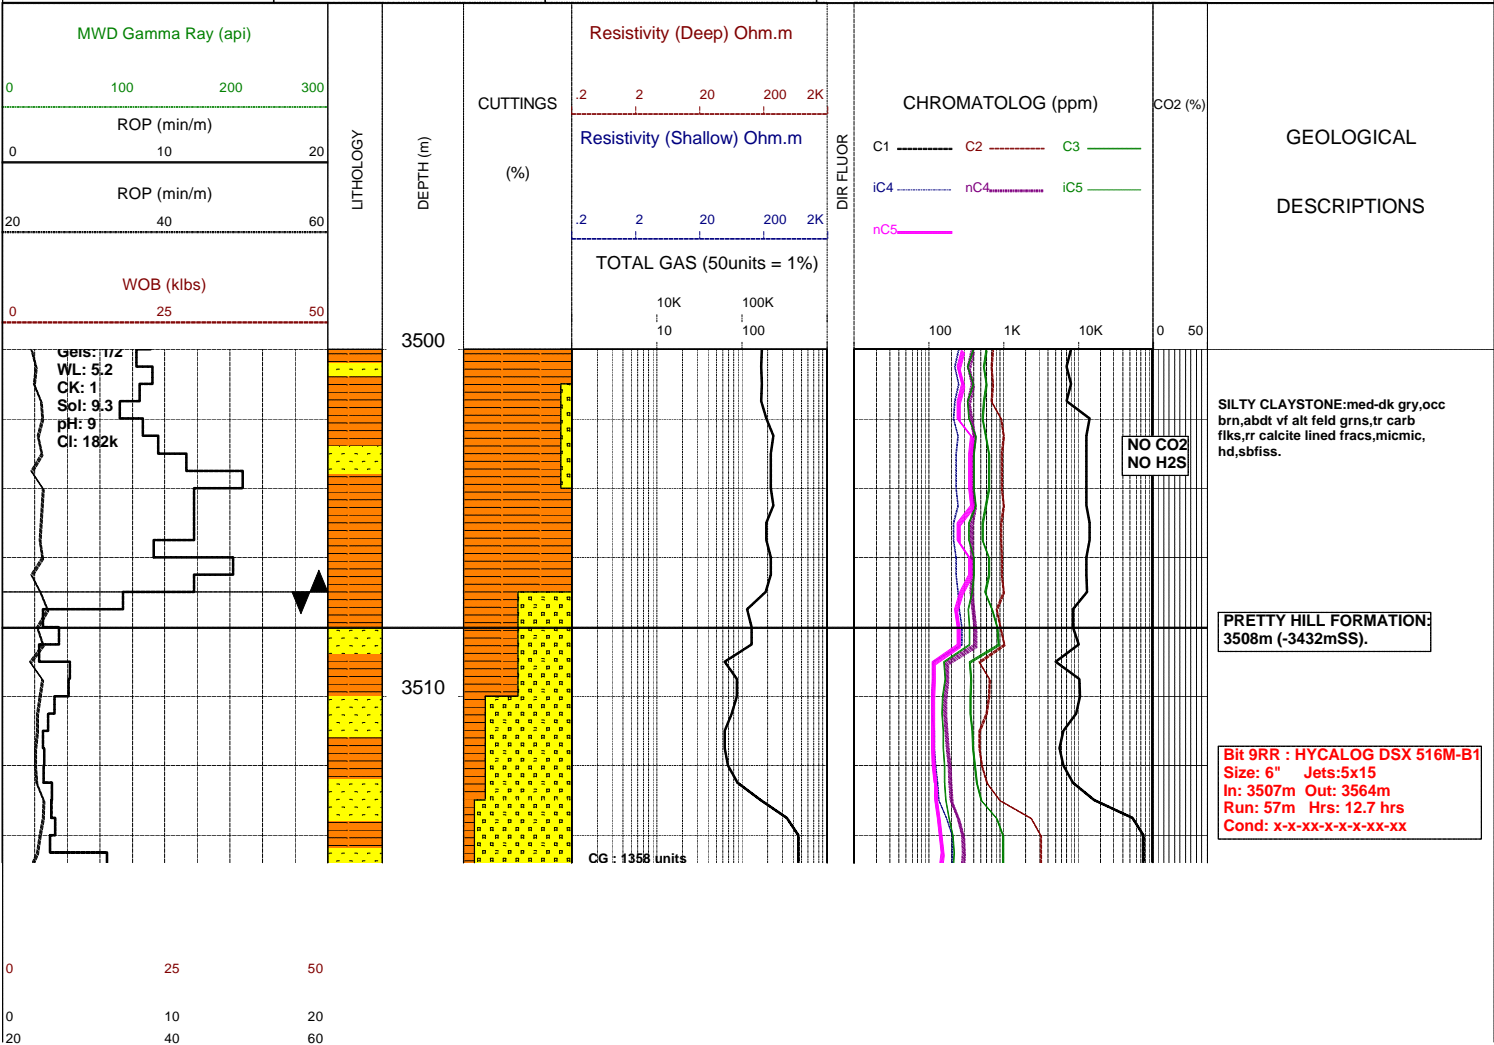 MWD Gamma Ray (api)
0 100 200 300
ROP (min/m)
0 10 20
ROP (min/m)
20 40 60
WOB (klbs)
0 25 50
LITHOLOGY
DEPTH (m)
CUTTINGS
(%)
Resistivity (Deep) Ohm.m
.2 2 20 200 2K
Resistivity (Shallow) Ohm.m
.2 2 20 200 2K
TOTAL GAS (50units = 1%)
10K 100K
10 100
DIR FLUOR
CHROMATOLOG (ppm)
C1 C2 C3
iC4 nC4 iC5
nC5
100 1K 10K
CO2 (%)
0 50
GEOLOGICAL
DESCRIPTIONS
Gels: 1/2
WL: 5.2
CK: 1
Sol: 9.3
pH: 9
Cl: 182k
3500
3510
CG : 1358 units
NO CO2
NO H2S
SILTY CLAYSTONE:med-dk gry,occ
brn,abdt vf alt feld grns,tr carb
flks,rr calcite lined fracs,micmic,
hd,sbfiss.
PRETTY HILL FORMATION:
3508m (-3432mSS).
Bit 9RR : HYCALOG DSX 516M-B1
Size: 6" Jets:5x15
In: 3507m Out: 3564m
Run: 57m Hrs: 12.7 hrs
Cond: x-x-xx-x-x-x-xx-xx
0 25 50
0 10 20
20 40 60